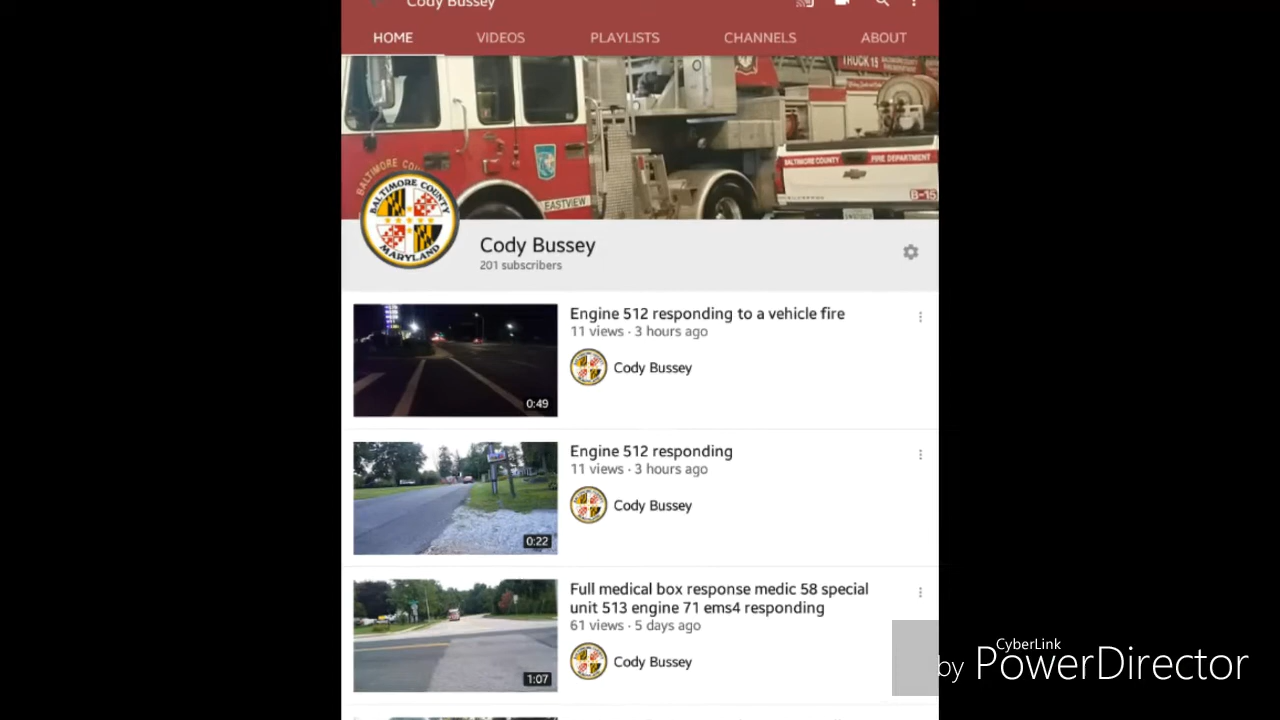 Cody Bussey
HOME VIDEOS PLAYLISTS CHANNELS ABOUT
TRUCK 15
BALTIMORE COUNTY FIRE DEPARTMENT
B-15
EASTVIEW
BALTIMORE COUNTY
BALTIMORE COUNTY
MARYLAND
Cody Bussey
201 subscribers
Engine 512 responding to a vehicle fire
11 views · 3 hours ago
Cody Bussey
0:49
Engine 512 responding
11 views · 3 hours ago
Cody Bussey
0:22
Full medical box response medic 58 special
unit 513 engine 71 ems4 responding
61 views · 5 days ago
Cody Bussey
1:07
by CyberLink PowerDirector